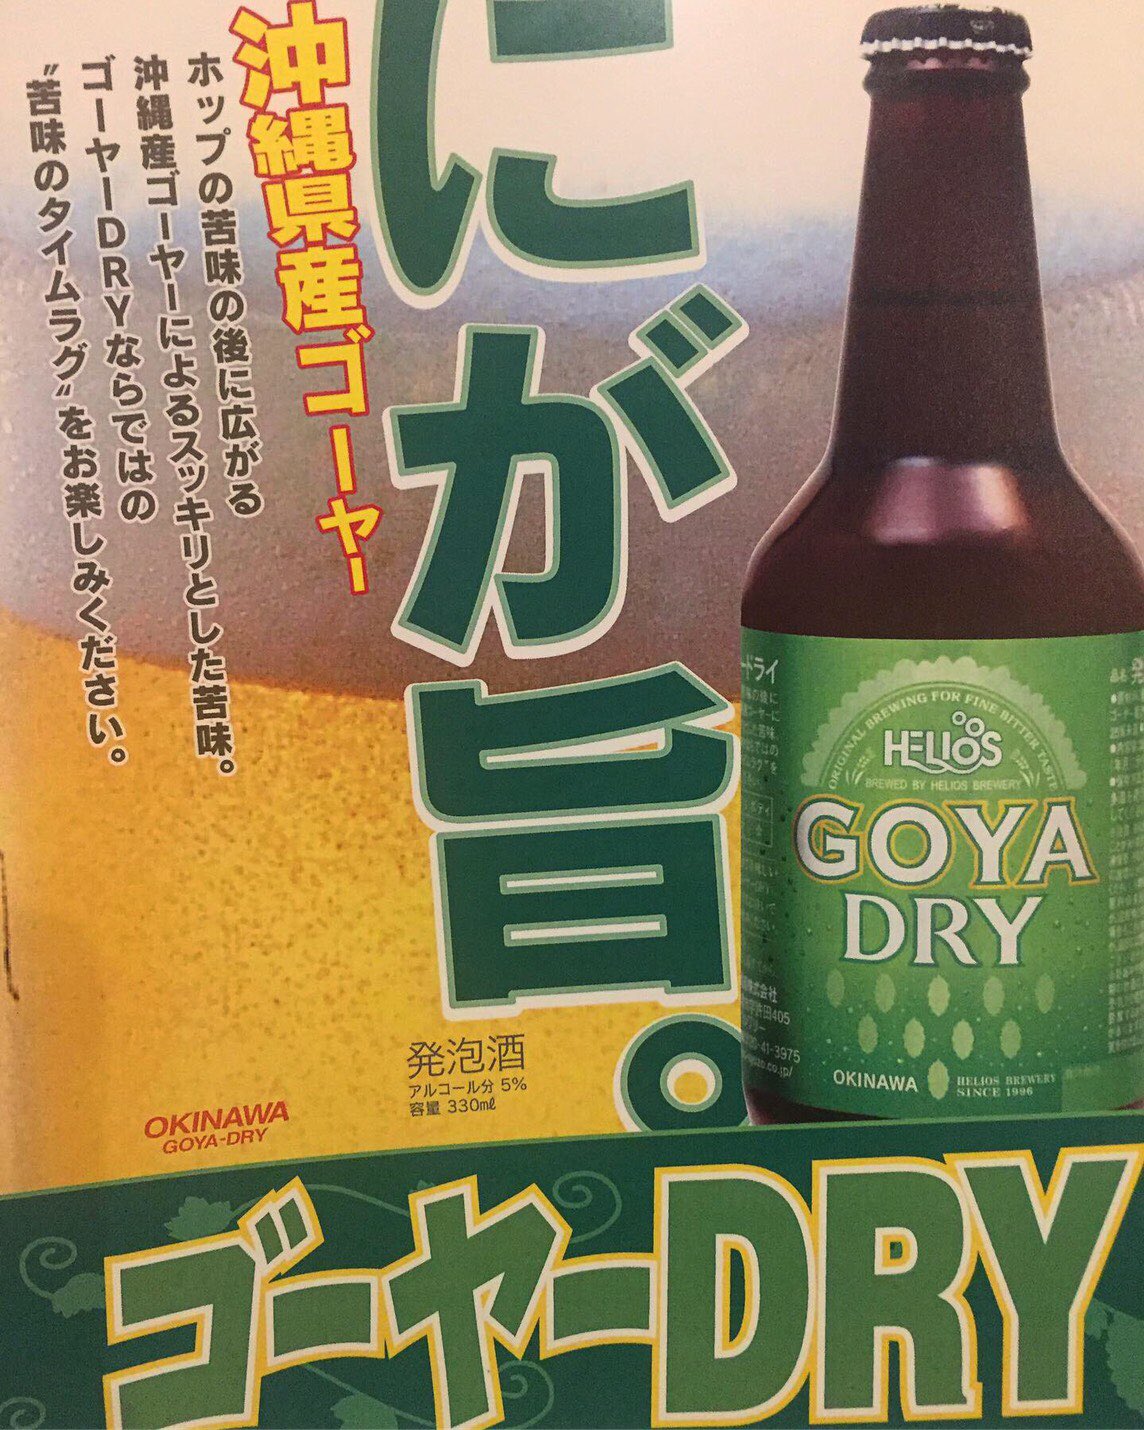 にが旨。
沖縄県産ゴーヤー
ホップの苦味の後に広がる
沖縄産ゴーヤーによるスッキリとした苦味。
ゴーヤーDRYならではの
〝苦味のタイムラグ〟をお楽しみください。
ORIGINAL BREWING FOR FINE BITTER TASTE
HELIOS
BREWED BY HELIOS BREWERY
GOYA
DRY
OKINAWA
HELIOS BREWERY
SINCE 1996
発泡酒
アルコール分 5%
容量 330mℓ
OKINAWA
GOYA-DRY
ゴーヤーDRY